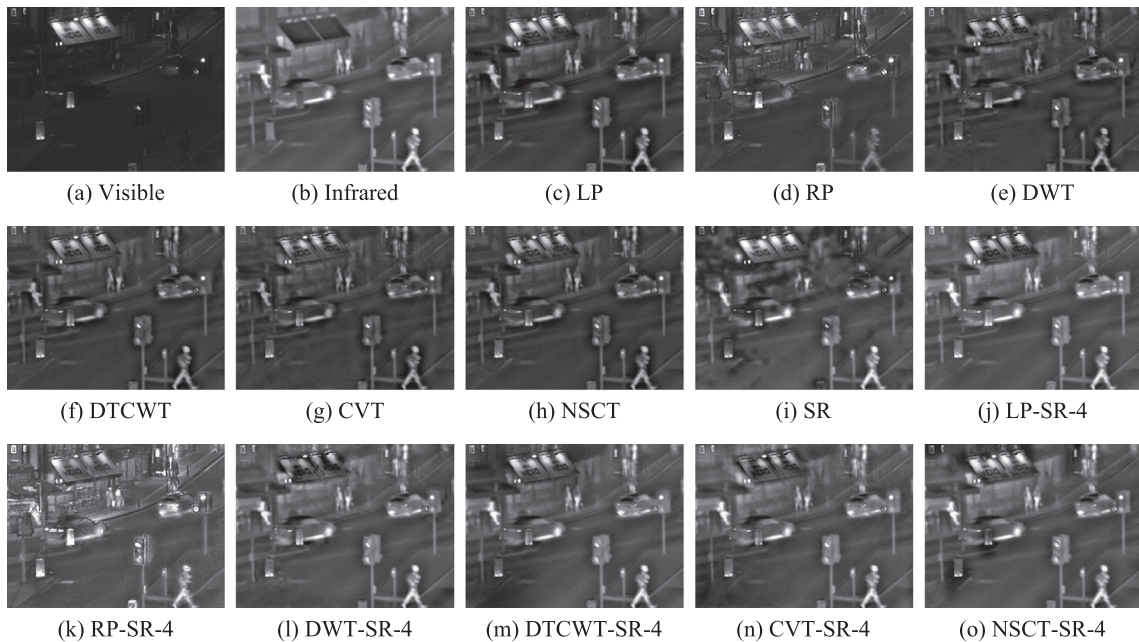 (a) Visible
(b) Infrared
(c) LP
(d) RP
(e) DWT
(f) DTCWT
(g) CVT
(h) NSCT
(i) SR
(j) LP-SR-4
(k) RP-SR-4
(l) DWT-SR-4
(m) DTCWT-SR-4
(n) CVT-SR-4
(o) NSCT-SR-4